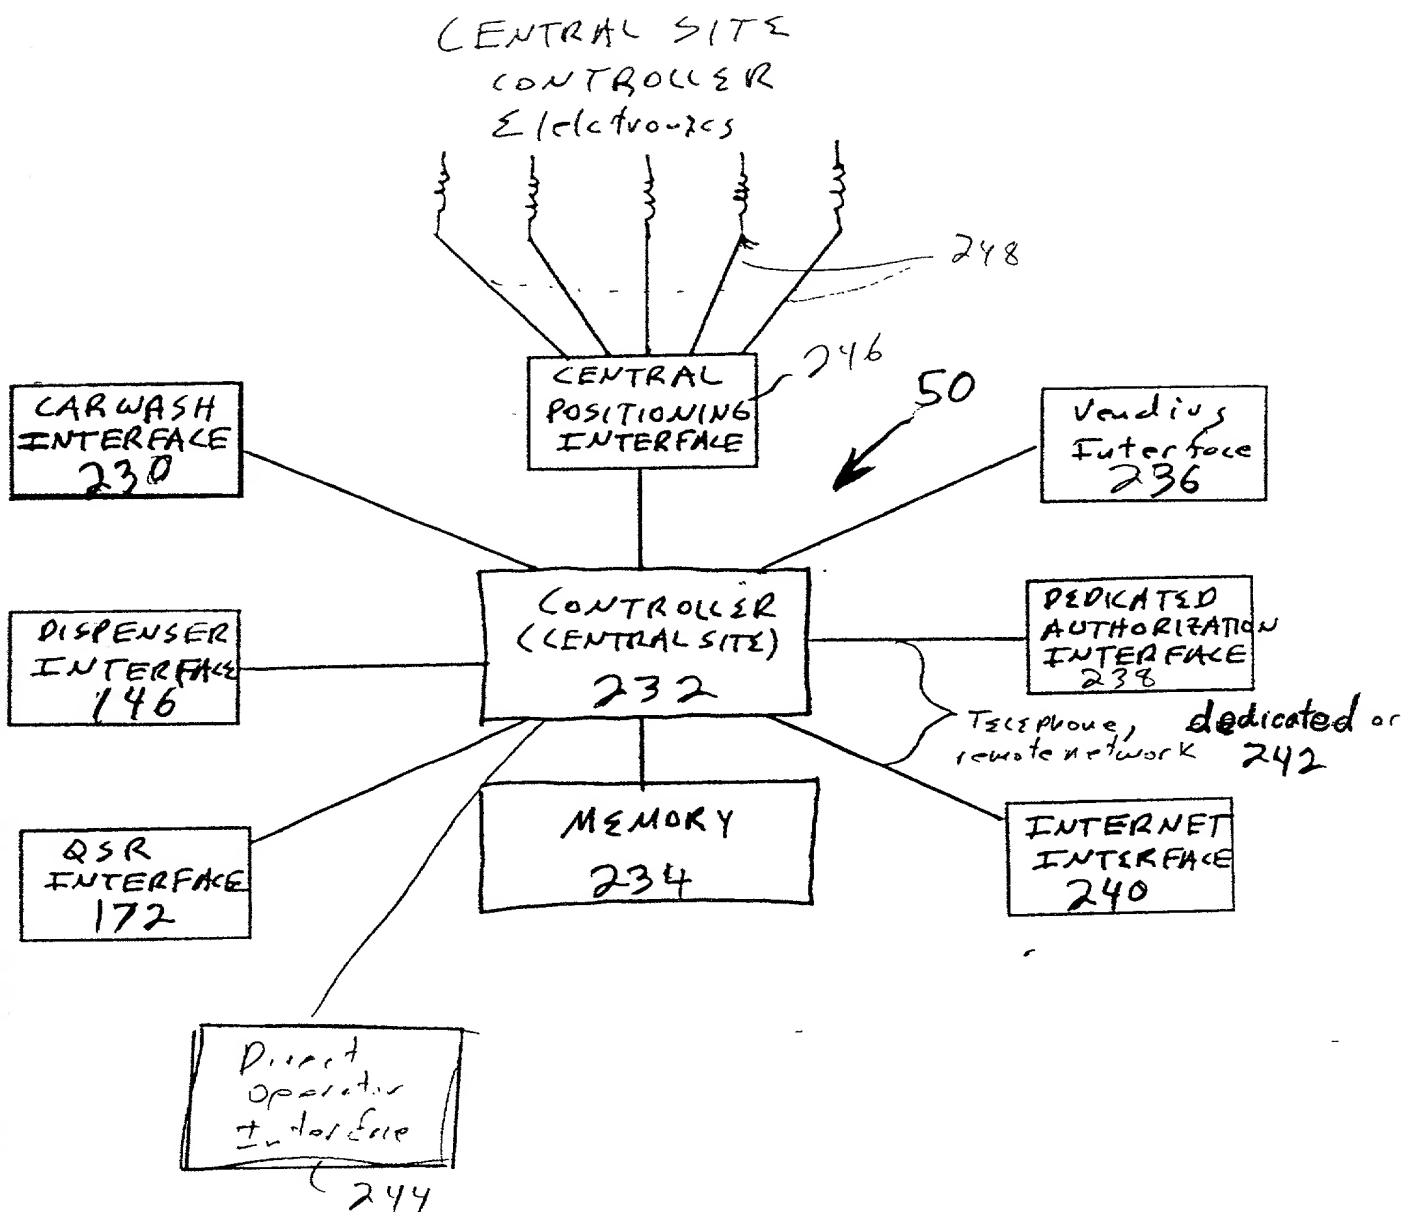 CENTRAL SITE
CONTROLLER
Electronics
248
246
CENTRAL
POSITIONING
INTERFACE
50
CARWASH
INTERFACE
230
Vending
Interface
236
CONTROLLER
(CENTRAL SITE)
232
DISPENSER
INTERFACE
146
DEDICATED
AUTHORIZATION
INTERFACE
238
Telephone, dedicated or
remote network 242
MEMORY
234
QSR
INTERFACE
172
INTERNET
INTERFACE
240
Direct
Operator
Interface
244